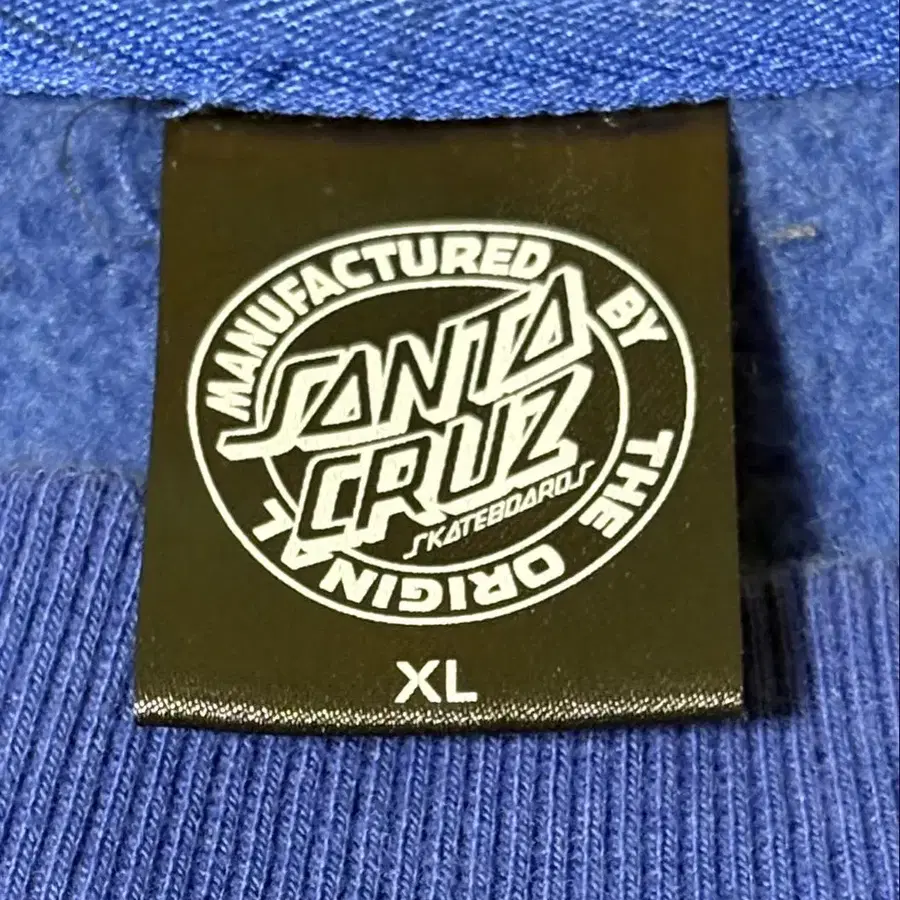 MANUFACTURED BY THE ORIGINAL
SANTA
CRUZ
SKATEBOARDS
XL